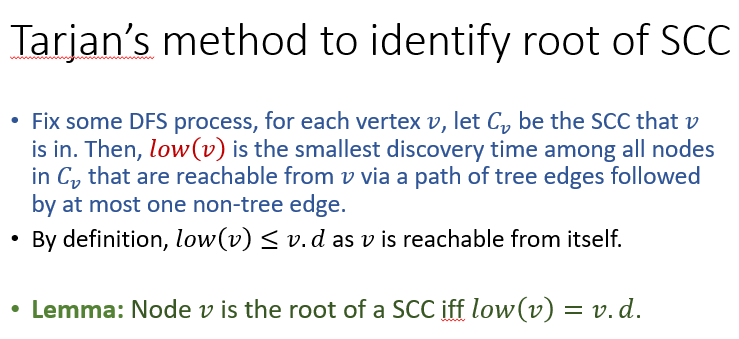 Tarjan's method to identify root of SCC
• Fix some DFS process, for each vertex 𝑣, let 𝐶ᵥ be the SCC that 𝑣
is in. Then, 𝑙𝑜𝑤(𝑣) is the smallest discovery time among all nodes
in 𝐶ᵥ that are reachable from 𝑣 via a path of tree edges followed
by at most one non-tree edge.
• By definition, 𝑙𝑜𝑤(𝑣) ≤ 𝑣. 𝑑 as 𝑣 is reachable from itself.
• Lemma: Node 𝑣 is the root of a SCC iff 𝑙𝑜𝑤(𝑣) = 𝑣. 𝑑.